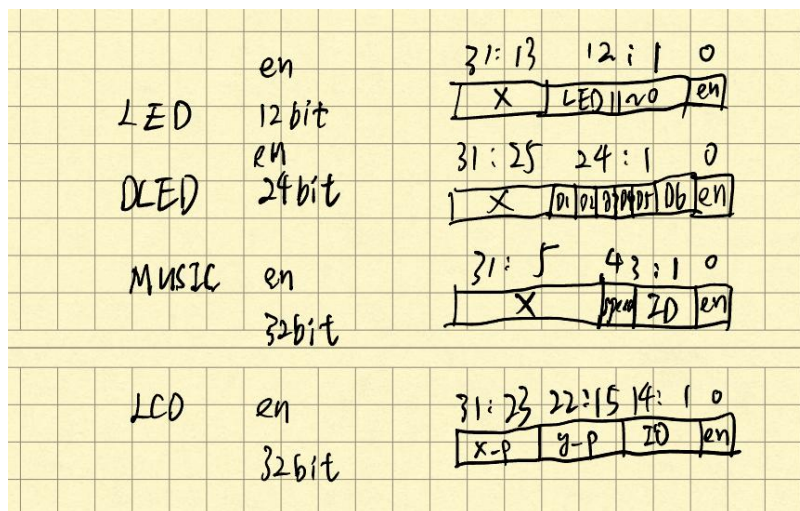 en 31:13 12:1 0
LED 12bit X LED11~0 en
en 31:25 24:1 0
DLED 24bit X D1 D2 D3 D4 D5 D6 en
MUSIC en 31:5 4 3:1 0
32bit X speed ID en
LCD en 31:23 22:15 14:1 0
32bit x-p y-p ID en